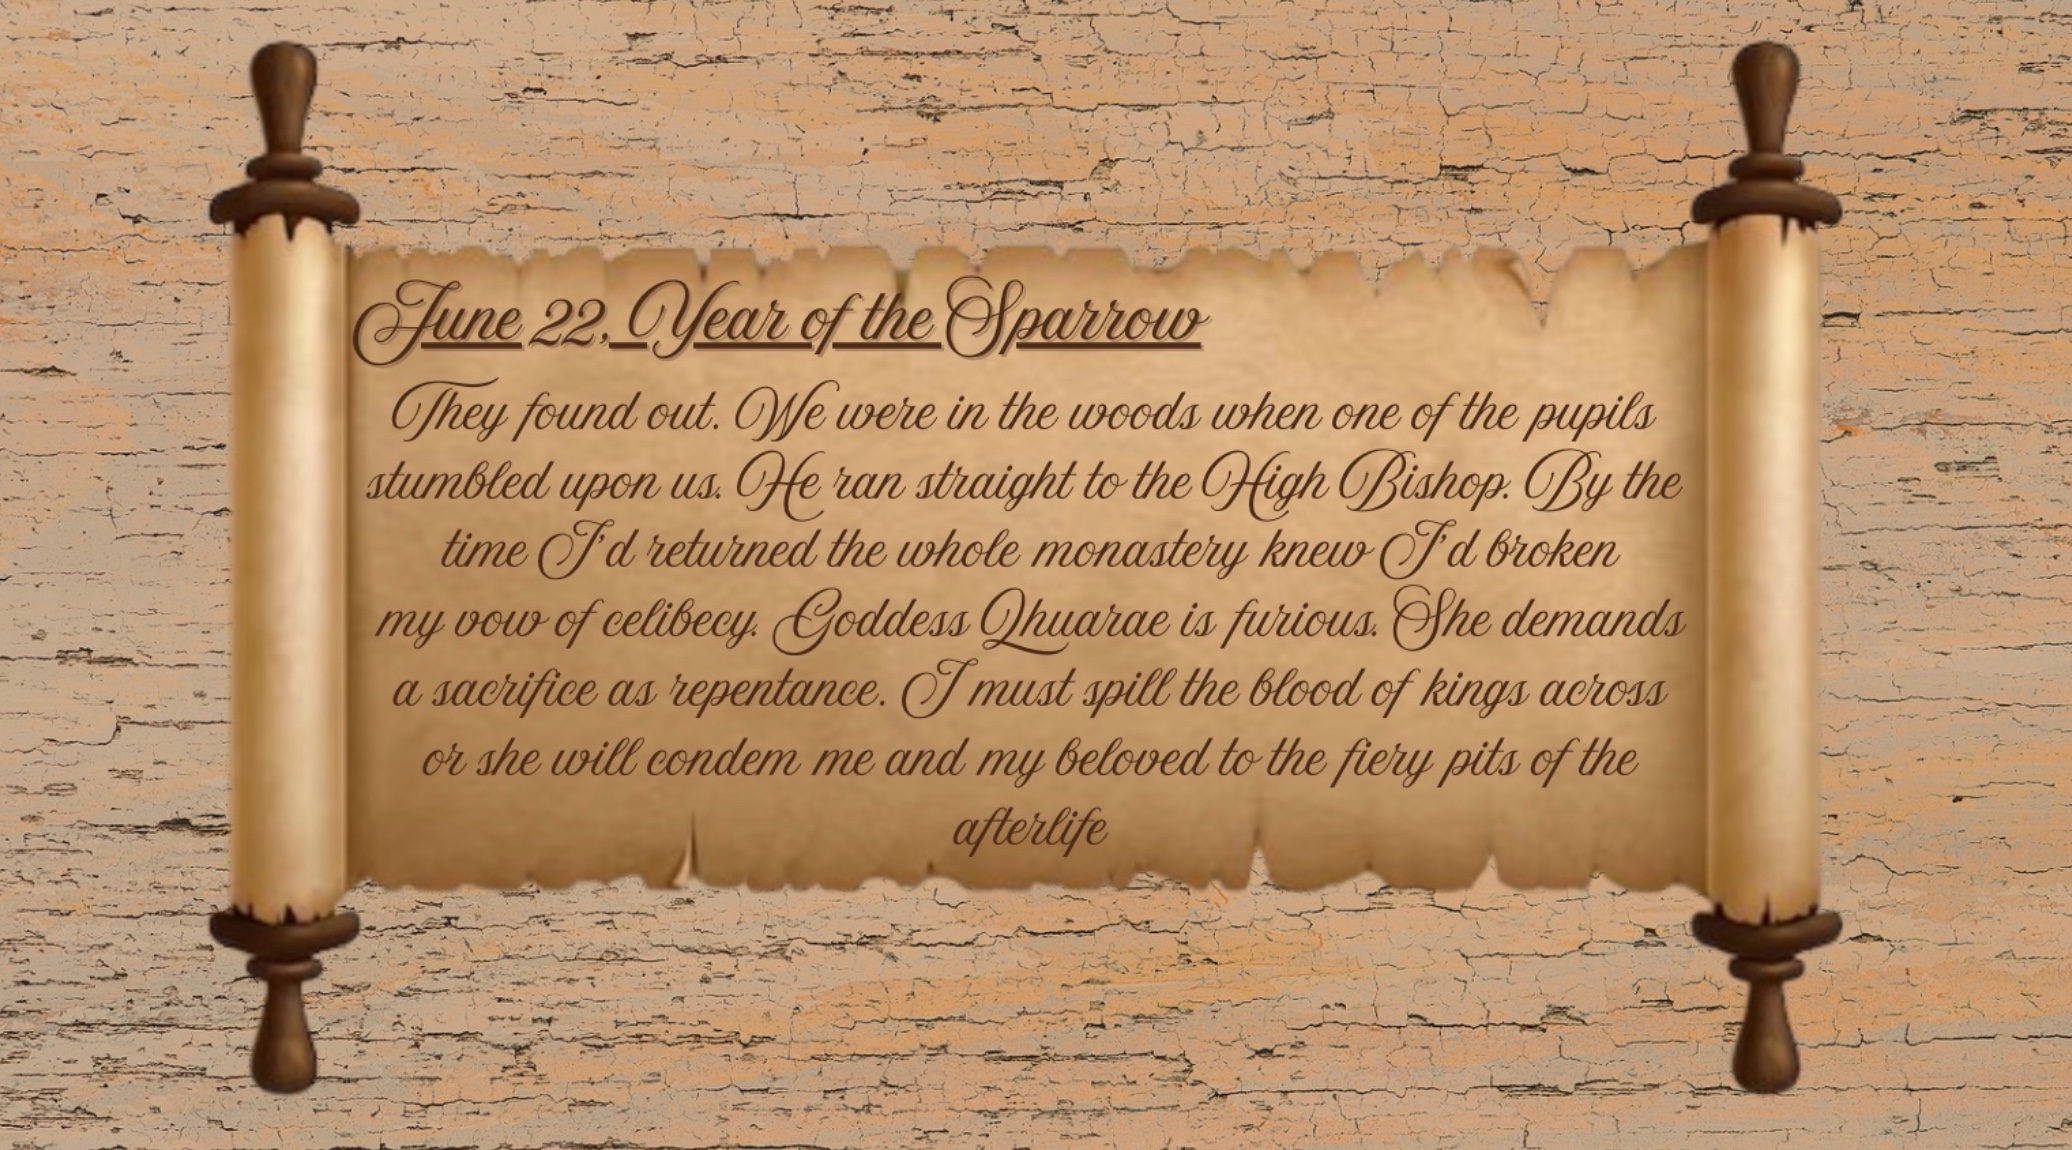 June 22, Year of the Sparrow
They found out. We were in the woods when one of the pupils
stumbled upon us. He ran straight to the High Bishop. By the
time I'd returned the whole monastery knew I'd broken
my vow of celibecy. Goddess Qhuarae is furious. She demands
a sacrifice as repentance. I must spill the blood of kings across
or she will condem me and my beloved to the fiery pits of the
afterlife